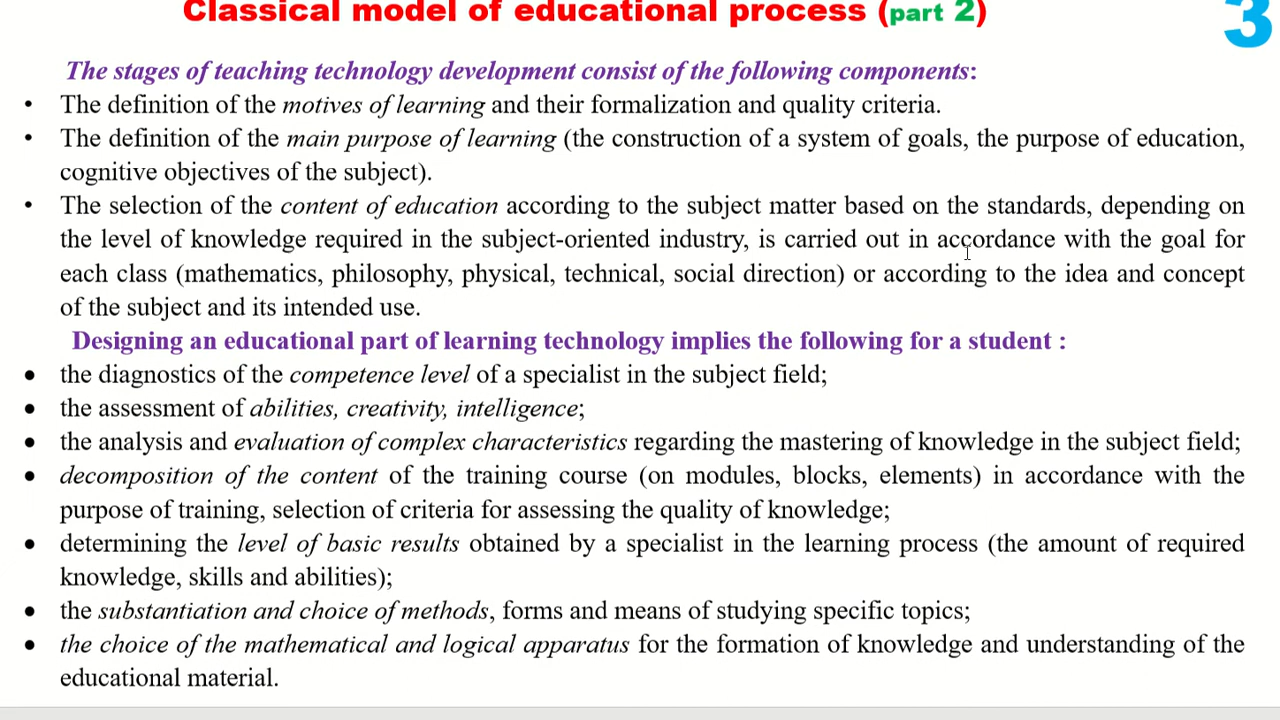 Classical model of educational process (part 2)
3
The stages of teaching technology development consist of the following components:
• The definition of the motives of learning and their formalization and quality criteria.
• The definition of the main purpose of learning (the construction of a system of goals, the purpose of education,
cognitive objectives of the subject).
• The selection of the content of education according to the subject matter based on the standards, depending on
the level of knowledge required in the subject-oriented industry, is carried out in accordance with the goal for
each class (mathematics, philosophy, physical, technical, social direction) or according to the idea and concept
of the subject and its intended use.
Designing an educational part of learning technology implies the following for a student :
• the diagnostics of the competence level of a specialist in the subject field;
• the assessment of abilities, creativity, intelligence;
• the analysis and evaluation of complex characteristics regarding the mastering of knowledge in the subject field;
• decomposition of the content of the training course (on modules, blocks, elements) in accordance with the
purpose of training, selection of criteria for assessing the quality of knowledge;
• determining the level of basic results obtained by a specialist in the learning process (the amount of required
knowledge, skills and abilities);
• the substantiation and choice of methods, forms and means of studying specific topics;
• the choice of the mathematical and logical apparatus for the formation of knowledge and understanding of the
educational material.